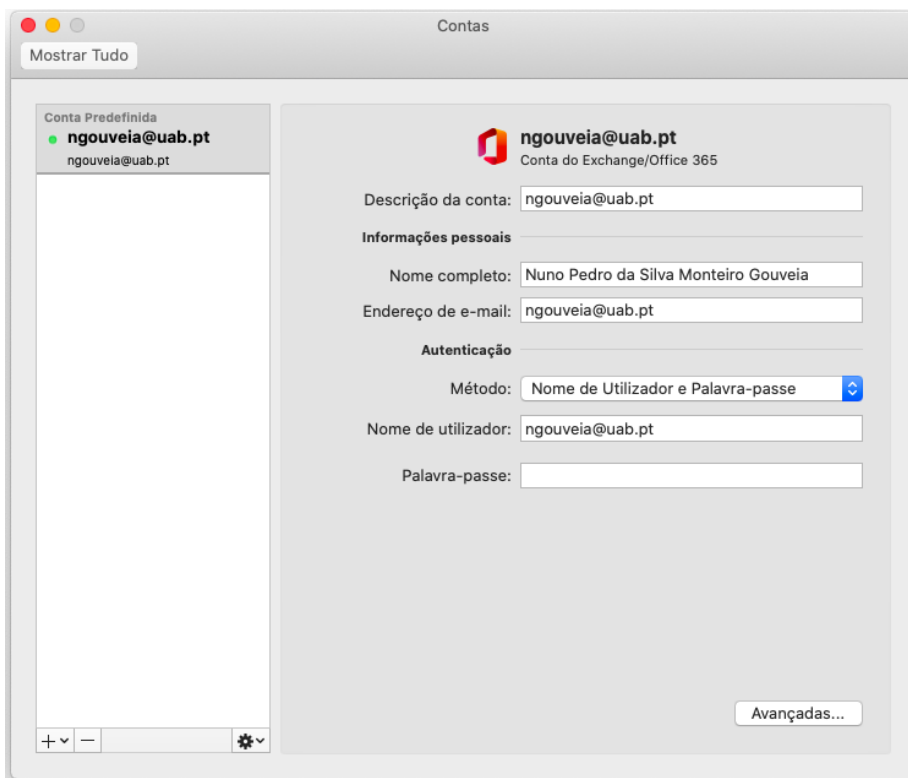 Contas
Mostrar Tudo
Conta Predefinida
ngouveia@uab.pt
ngouveia@uab.pt
ngouveia@uab.pt
Conta do Exchange/Office 365
Descrição da conta: ngouveia@uab.pt
Informações pessoais
Nome completo: Nuno Pedro da Silva Monteiro Gouveia
Endereço de e-mail: ngouveia@uab.pt
Autenticação
Método: Nome de Utilizador e Palavra-passe
Nome de utilizador: ngouveia@uab.pt
Palavra-passe:
Avançadas...